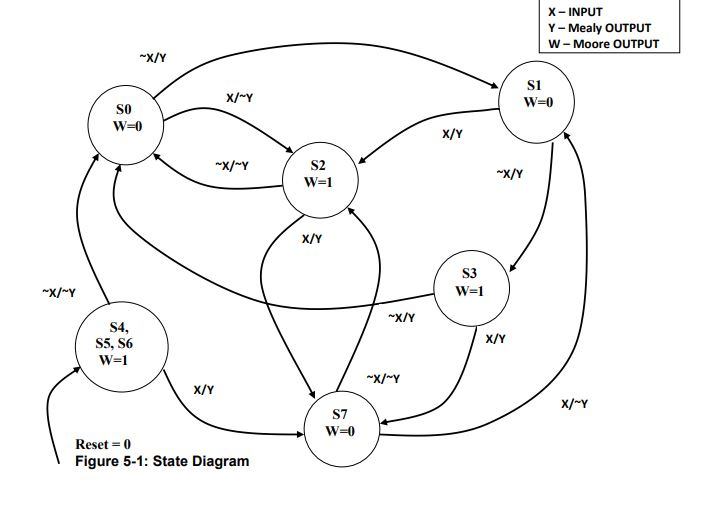 X – INPUT
Y – Mealy OUTPUT
W – Moore OUTPUT
~X/Y
S0
W=0
X/~Y
S1
W=0
X/Y
~X/~Y
S2
W=1
~X/Y
X/Y
S3
W=1
~X/~Y
~X/Y
X/Y
S4,
S5, S6
W=1
X/Y
~X/~Y
X/~Y
S7
W=0
Reset = 0
Figure 5-1: State Diagram